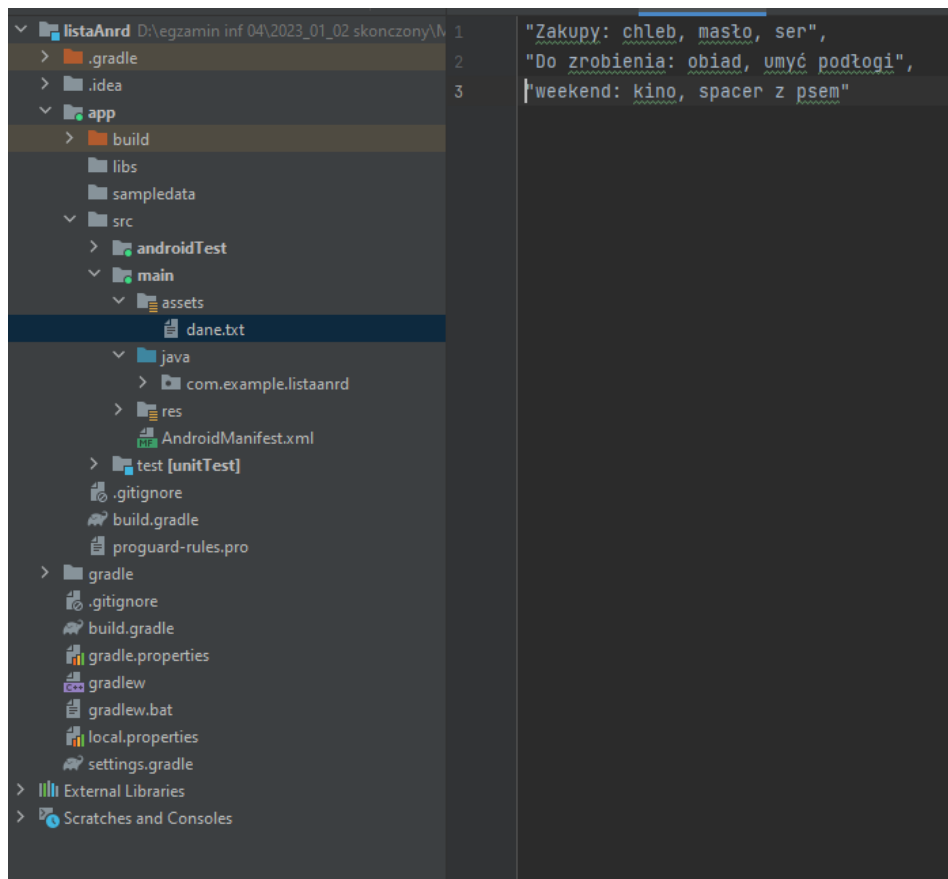 listaAnrd D:\egzamin inf 04\2023_01_02 skonczony\M
.gradle
.idea
app
build
libs
sampledata
src
androidTest
main
assets
dane.txt
java
com.example.listaanrd
res
MF AndroidManifest.xml
test [unitTest]
.gitignore
build.gradle
proguard-rules.pro
gradle
.gitignore
build.gradle
gradle.properties
C++ gradlew
gradlew.bat
local.properties
settings.gradle
External Libraries
Scratches and Consoles
1 "Zakupy: chleb, masło, ser",
2 "Do zrobienia: obiad, umyć podłogi",
3 "weekend: kino, spacer z psem"